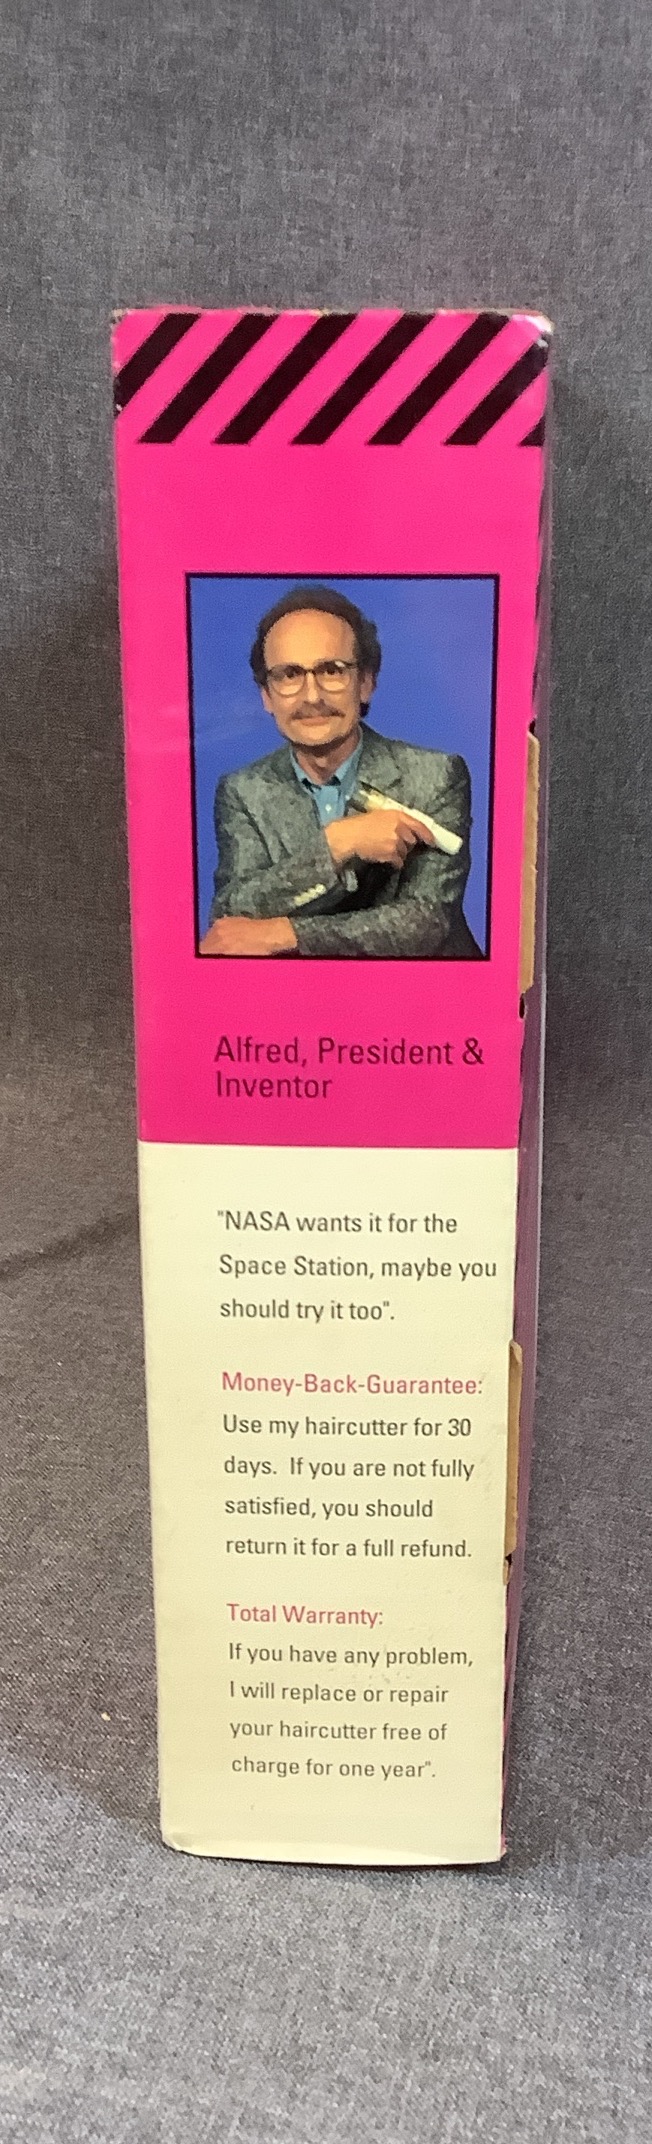 Alfred, President &
Inventor
"NASA wants it for the
Space Station, maybe you
should try it too".
Money-Back-Guarantee:
Use my haircutter for 30
days. If you are not fully
satisfied, you should
return it for a full refund.
Total Warranty:
If you have any problem,
I will replace or repair
your haircutter free of
charge for one year".